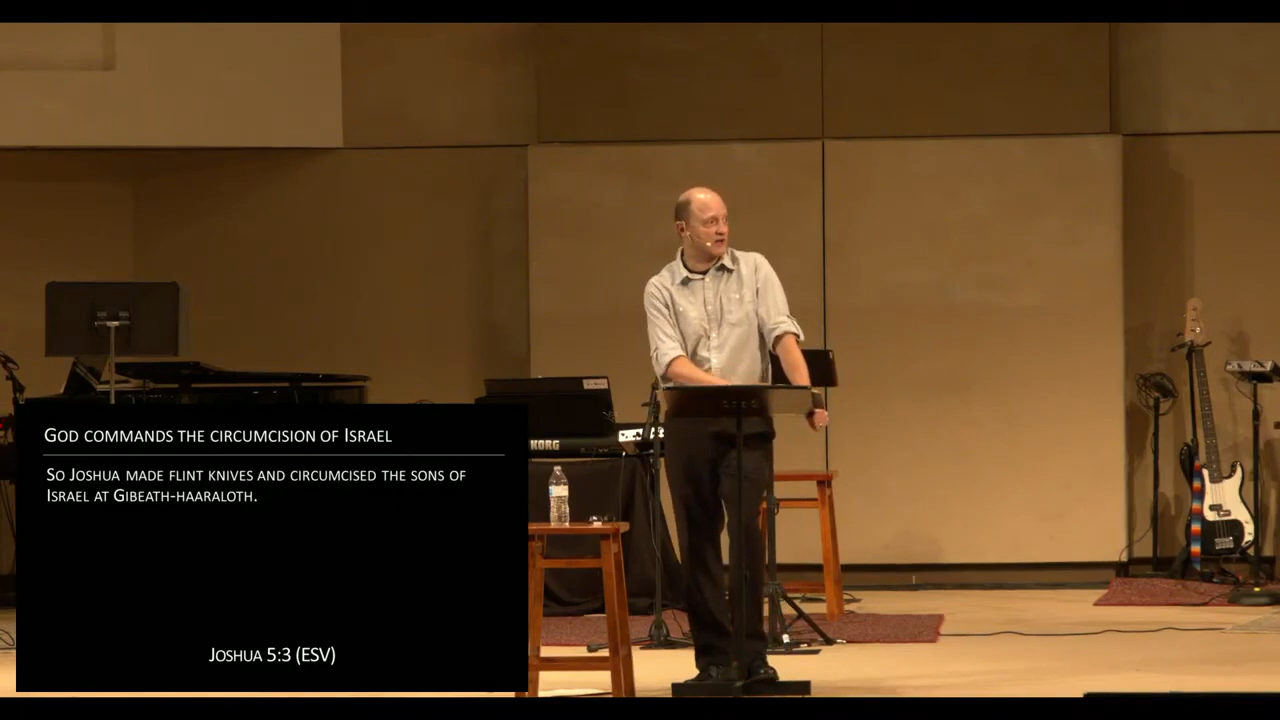 God commands the circumcision of Israel
So Joshua made flint knives and circumcised the sons of
Israel at Gibeath-haaraloth.
Joshua 5:3 (ESV)
KORG